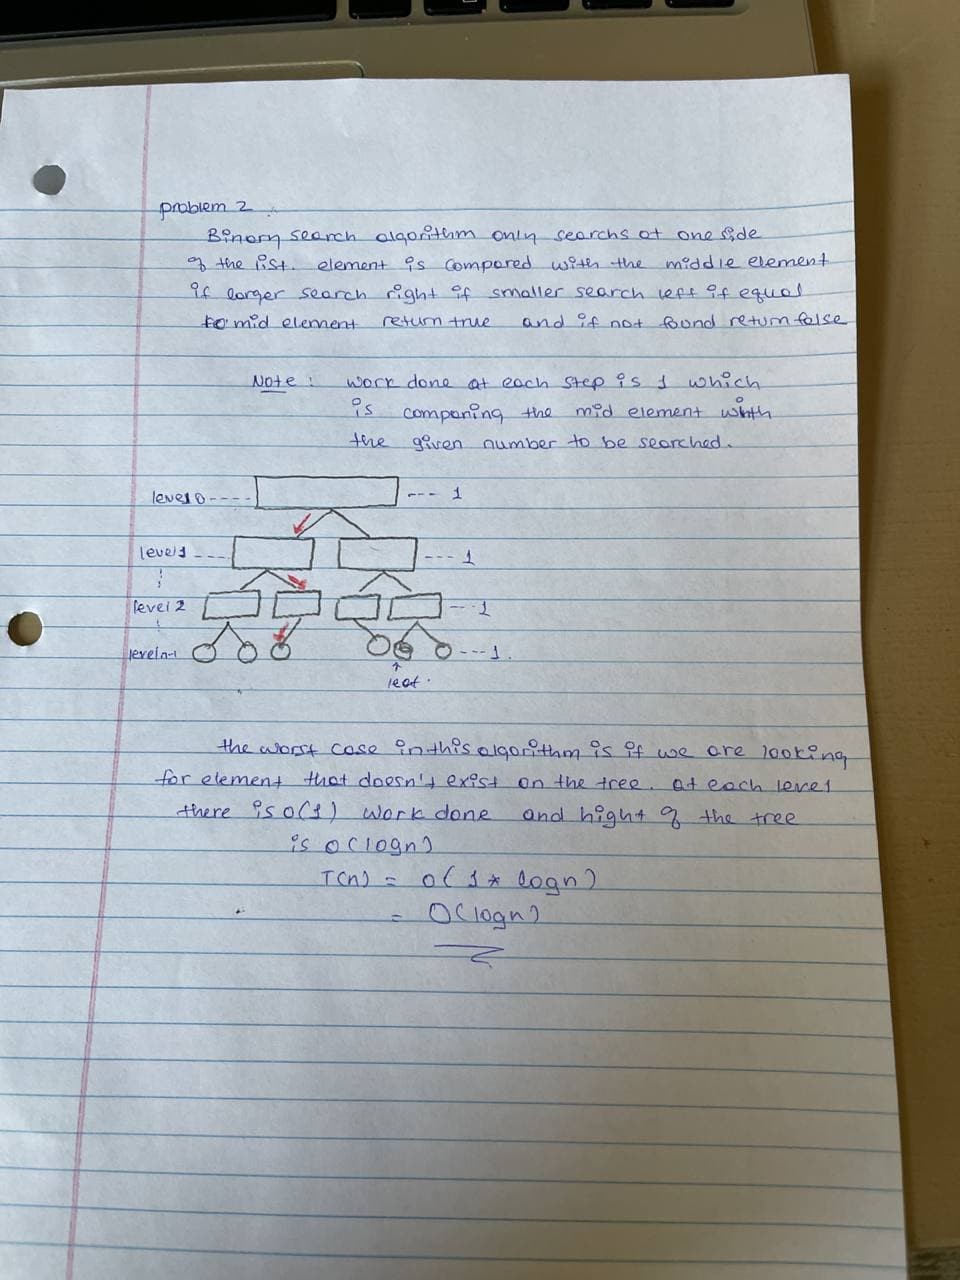 problem 2
Binary search algorithm only searchs at one side
of the list. element is compared with the middle element
if larger search right if smaller search left if equal
to mid element return true and if not found return false
Note : work done at each step is 1 which
is comparing the mid element with
the given number to be searched.
level 0 ---- --- 1
level 1 --- --- 1
level 2 --- 1
level n-1 --- 1.
leaf.
the worst case in this algorithm is if we are looking
for element that doesn't exist on the tree. at each level
there is O(1) work done and hight of the tree
is O(logn)
T(n) = O(1 * logn)
= O(logn)